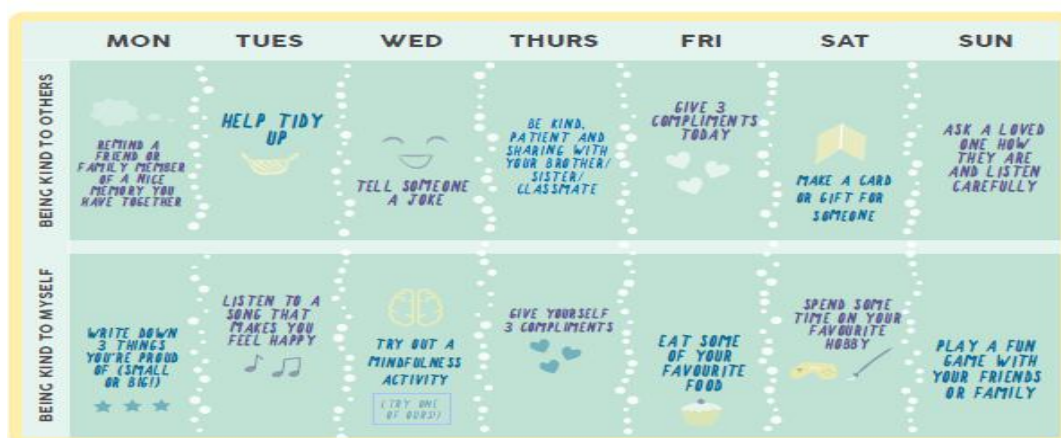 MON TUES WED THURS FRI SAT SUN
BEING KIND TO OTHERS
REMIND A
FRIEND OR
FAMILY MEMBER
OF A NICE
MEMORY YOU
HAVE TOGETHER
HELP TIDY
UP
TELL SOMEONE
A JOKE
BE KIND,
PATIENT AND
SHARING WITH
YOUR BROTHER/
SISTER/
CLASSMATE
GIVE 3
COMPLIMENTS
TODAY
MAKE A CARD
OR GIFT FOR
SOMEONE
ASK A LOVED
ONE HOW
THEY ARE
AND LISTEN
CAREFULLY
BEING KIND TO MYSELF
WRITE DOWN
3 THINGS
YOU'RE PROUD
OF (SMALL
OR BIG!)
LISTEN TO A
SONG THAT
MAKES YOU
FEEL HAPPY
TRY OUT A
MINDFULNESS
ACTIVITY
(TRY ONE
OF OURS!)
GIVE YOURSELF
3 COMPLIMENTS
EAT SOME
OF YOUR
FAVOURITE
FOOD
SPEND SOME
TIME ON YOUR
FAVOURITE
HOBBY
PLAY A FUN
GAME WITH
YOUR FRIENDS
OR FAMILY